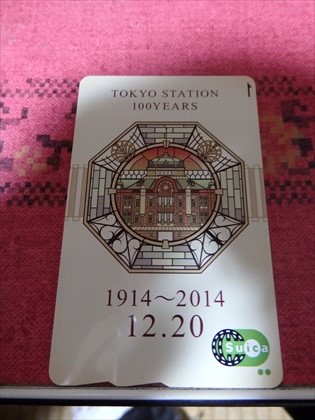 TOKYO STATION
100YEARS
1914～2014
12.20
Suica